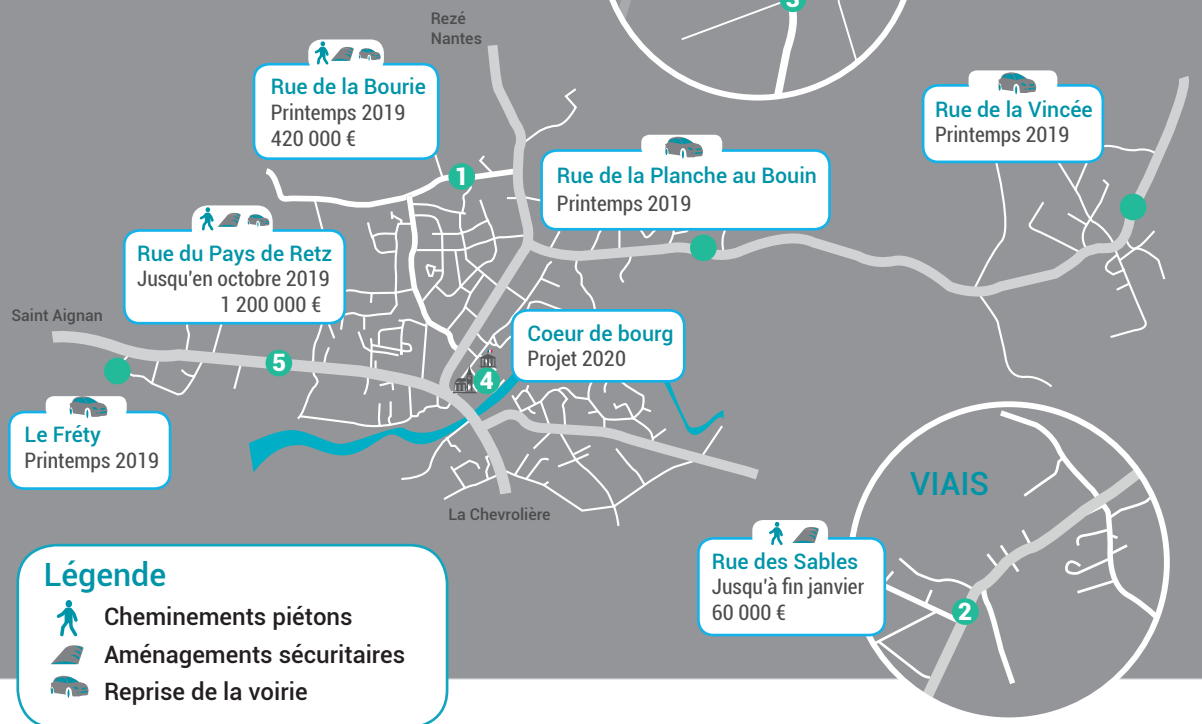 3
Rezé
Nantes
Rue de la Bourie
Printemps 2019
420 000 €
Rue de la Vincée
Printemps 2019
1
Rue de la Planche au Bouin
Printemps 2019
Rue du Pays de Retz
Jusqu'en octobre 2019
1 200 000 €
Saint Aignan
5
Coeur de bourg
Projet 2020
4
Le Fréty
Printemps 2019
La Chevrolière
VIAIS
Rue des Sables
Jusqu'à fin janvier
60 000 €
2
Légende
Cheminements piétons
Aménagements sécuritaires
Reprise de la voirie